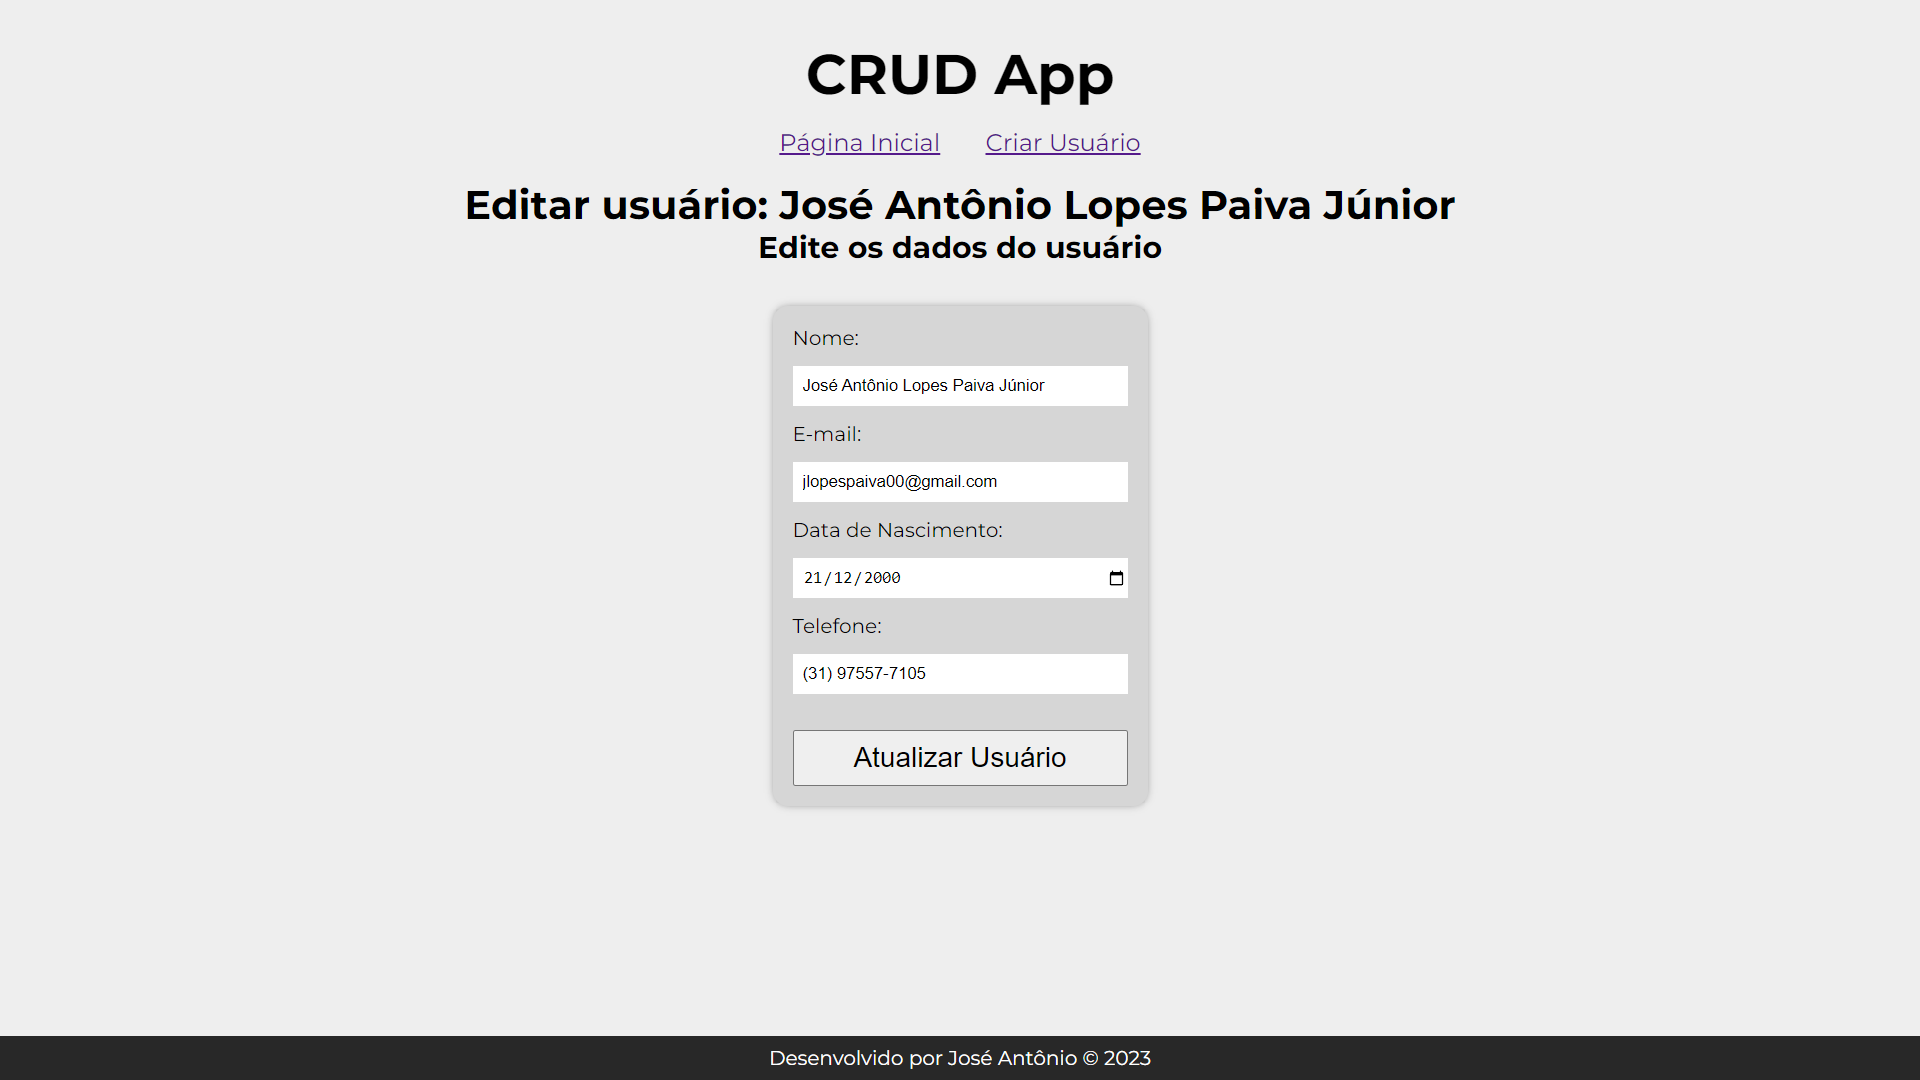 CRUD App
Página Inicial Criar Usuário
Editar usuário: José Antônio Lopes Paiva Júnior
Edite os dados do usuário
Nome:
José Antônio Lopes Paiva Júnior
E-mail:
jlopespaiva00@gmail.com
Data de Nascimento:
21/12/2000
Telefone:
(31) 97557-7105
Atualizar Usuário
Desenvolvido por José Antônio © 2023